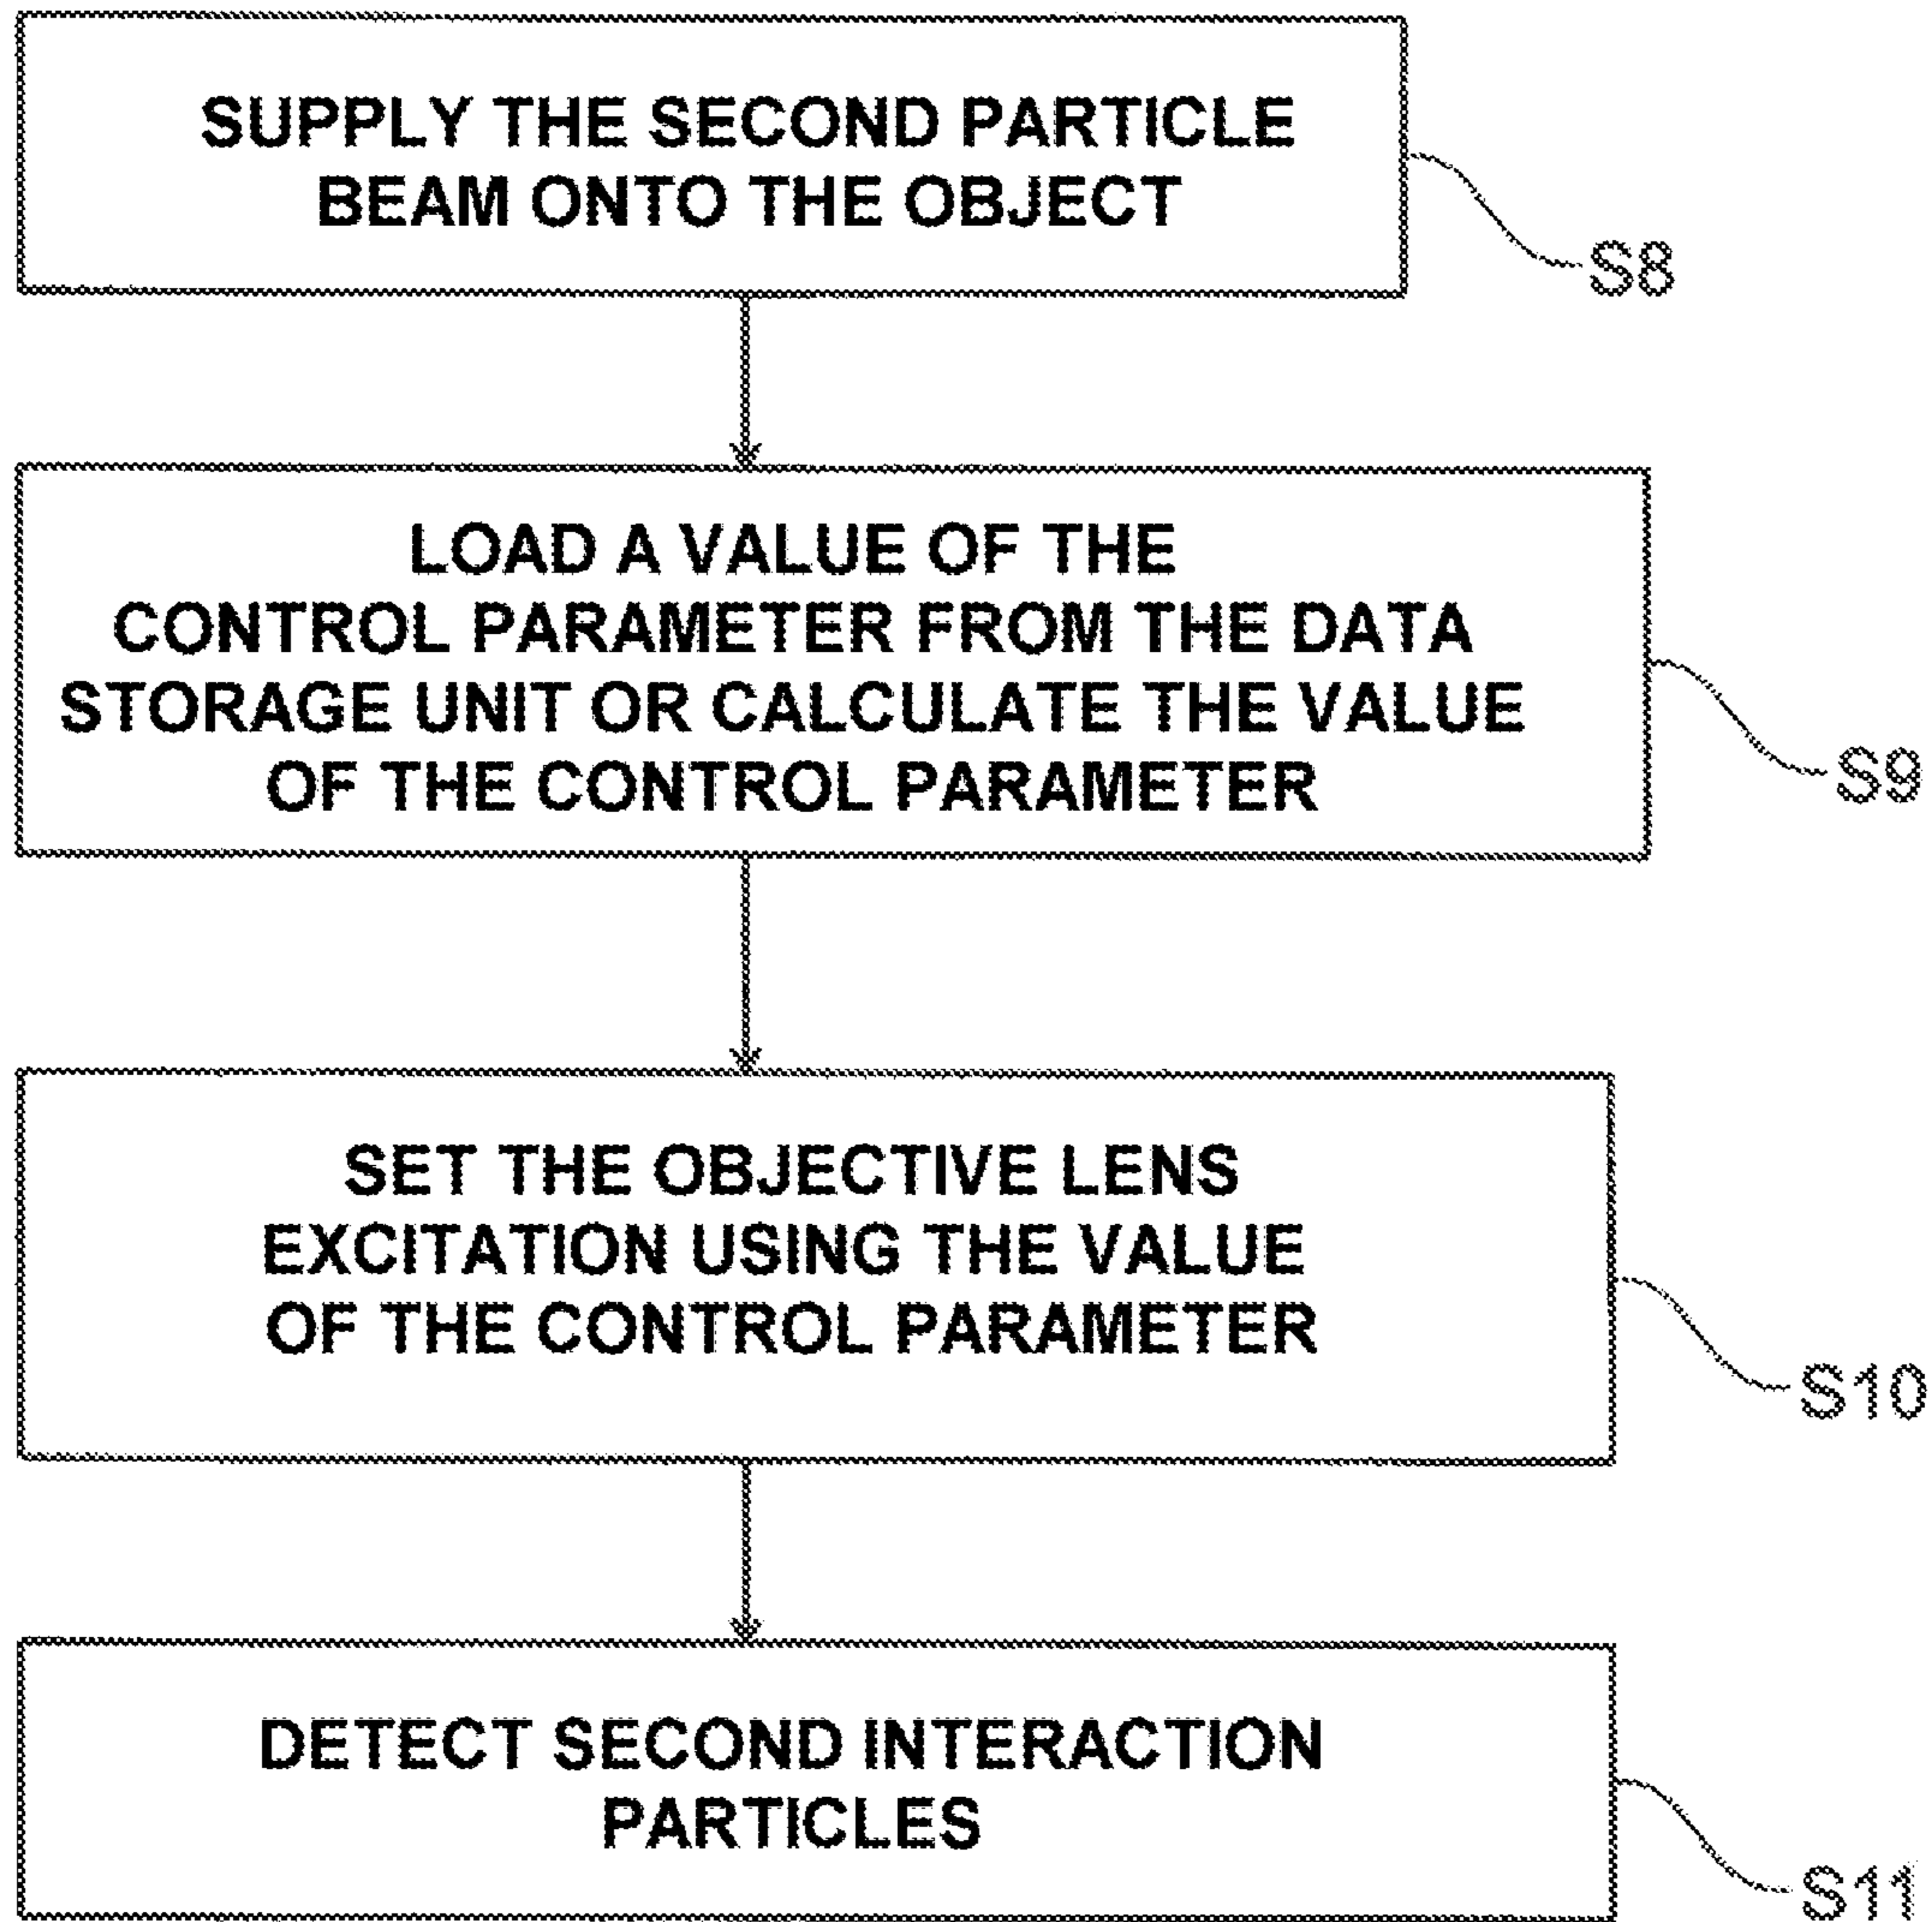 SUPPLY THE SECOND PARTICLE
BEAM ONTO THE OBJECT
S8
LOAD A VALUE OF THE
CONTROL PARAMETER FROM THE DATA
STORAGE UNIT OR CALCULATE THE VALUE
OF THE CONTROL PARAMETER
S9
SET THE OBJECTIVE LENS
EXCITATION USING THE VALUE
OF THE CONTROL PARAMETER
S10
DETECT SECOND INTERACTION
PARTICLES
S11